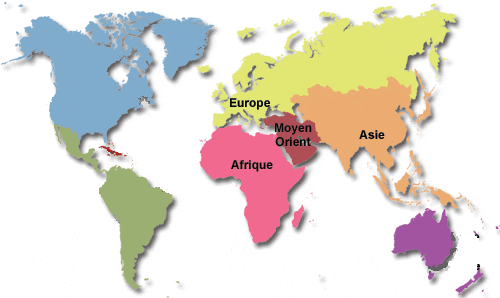 Europe
Moyen
Orient
Asie
Afrique